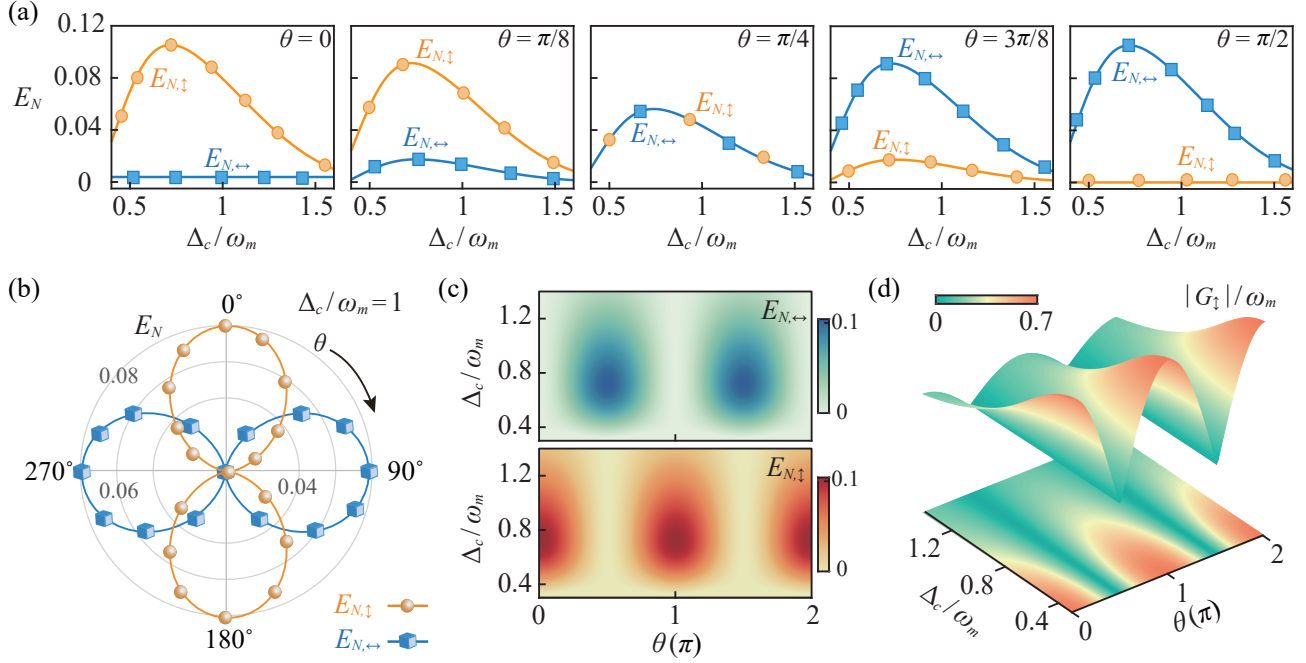 (a)
0.12
0.08
0.04
0
E_N
θ = 0
E_{N,↕}
E_{N,↔}
0.5 1 1.5
Δ_c / ω_m
θ = π/8
E_{N,↕}
E_{N,↔}
0.5 1 1.5
Δ_c / ω_m
θ = π/4
E_{N,↕}
E_{N,↔}
0.5 1 1.5
Δ_c / ω_m
θ = 3π/8
E_{N,↔}
E_{N,↕}
0.5 1 1.5
Δ_c / ω_m
θ = π/2
E_{N,↔}
E_{N,↕}
0.5 1 1.5
Δ_c / ω_m
(b)
Δ_c / ω_m = 1
0°
E_N
θ
0.08
270°
90°
0.06
0.04
180°
E_{N,↕}
E_{N,↔}
(c)
E_{N,↔}
0.1
0
1.2
0.8
0.4
Δ_c / ω_m
E_{N,↕}
0.1
0
1.2
0.8
0.4
Δ_c / ω_m
0 1 2
θ (π)
(d)
|G_↕| / ω_m
0 0.7
1.2
0.8
0.4
Δ_c / ω_m
0
1
2
θ (π)